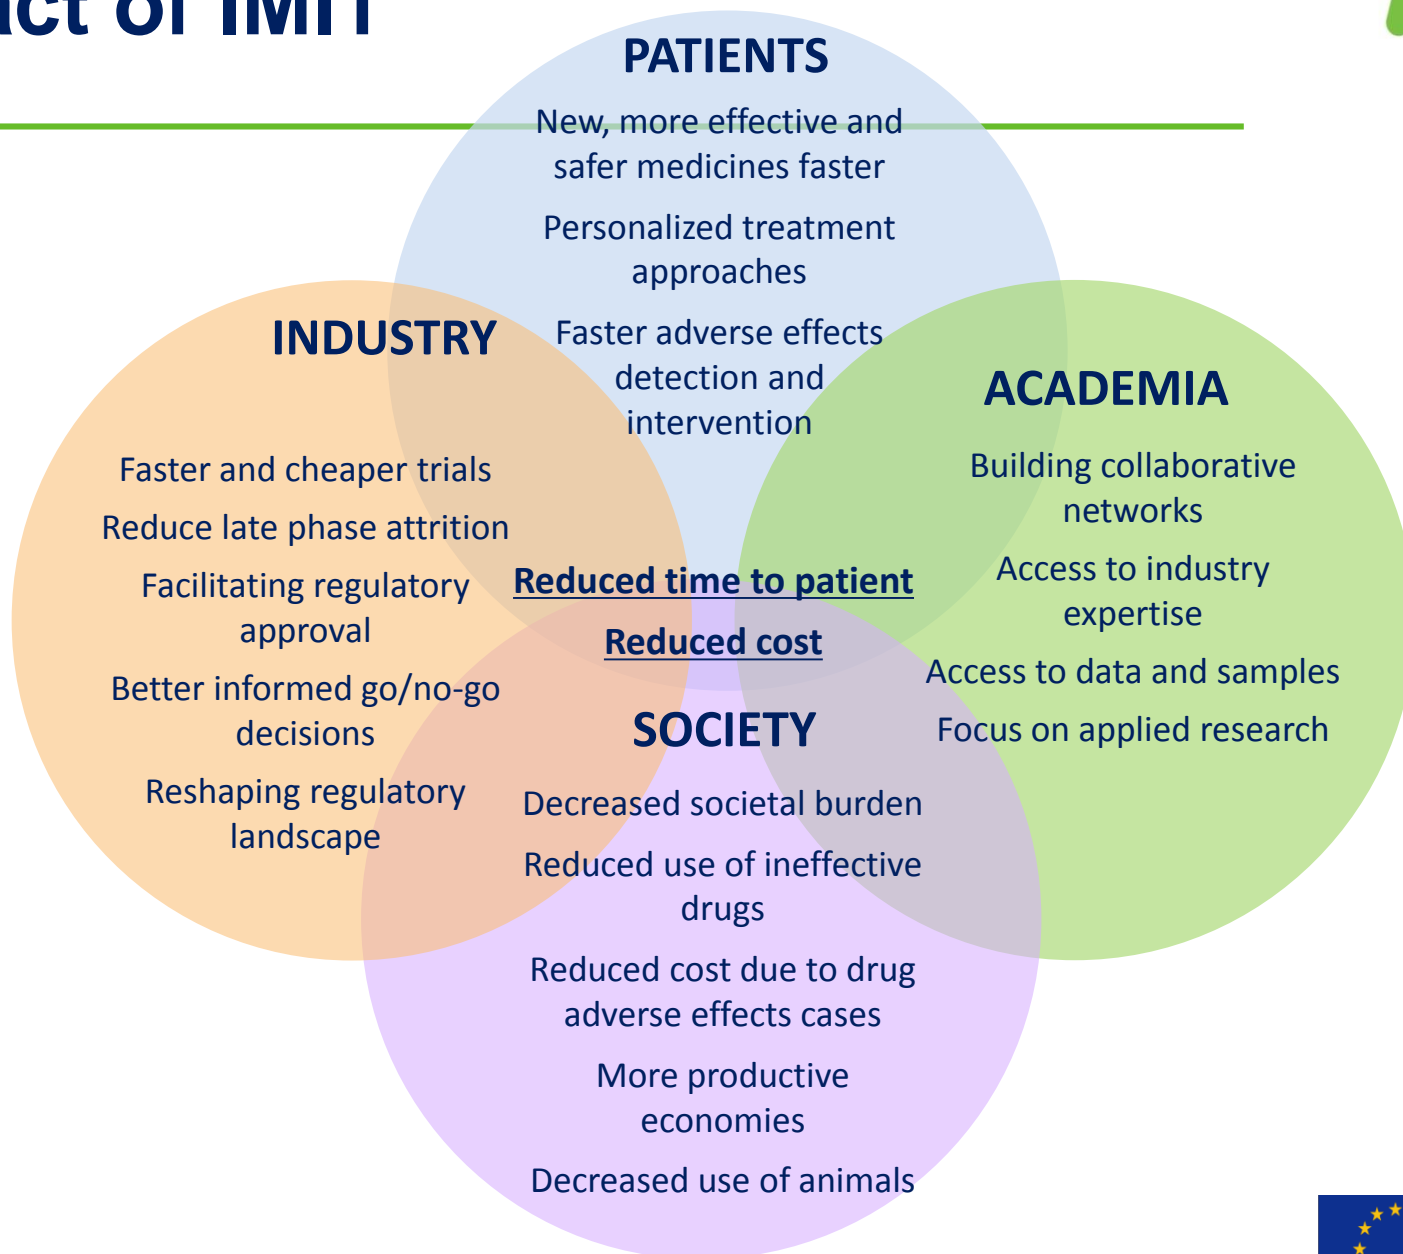 of
PATIENTS
New, more effective and
safer medicines faster
Personalized treatment
approaches
Faster adverse effects
detection and
intervention
INDUSTRY
Faster and cheaper trials
Reduce late phase attrition
Facilitating regulatory
approval
Better informed go/no-go
decisions
Reshaping regulatory
landscape
ACADEMIA
Building collaborative
networks
Access to industry
expertise
Access to data and samples
Focus on applied research
Reduced time to patient
Reduced cost
SOCIETY
Decreased societal burden
Reduced use of ineffective
drugs
Reduced cost due to drug
adverse effects cases
More productive
economies
Decreased use of animals